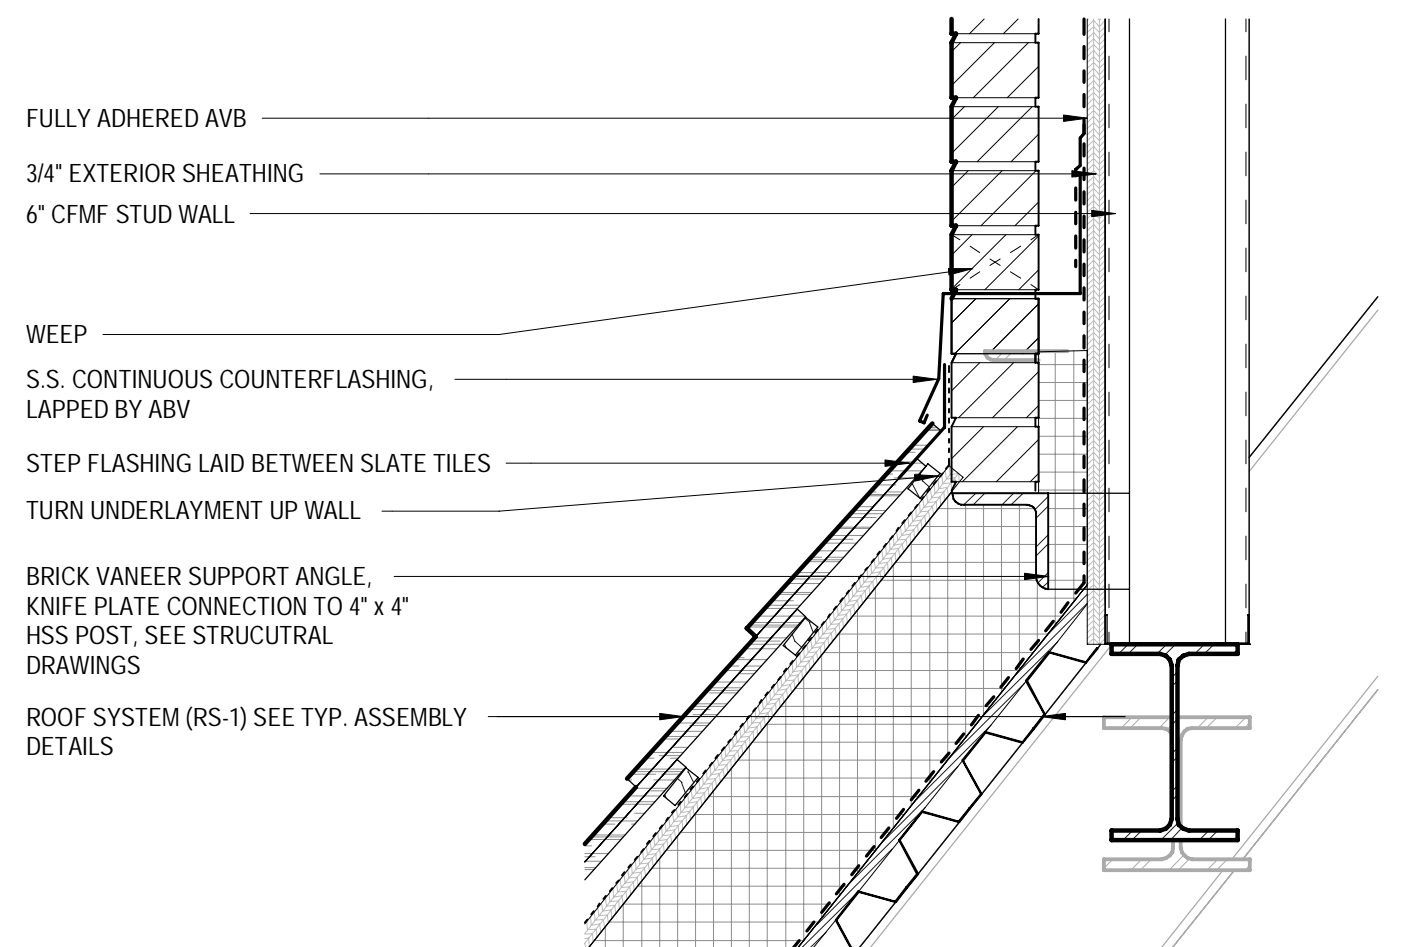 FULLY ADHERED AVB
3/4" EXTERIOR SHEATHING
6" CFMF STUD WALL
WEEP
S.S. CONTINUOUS COUNTERFLASHING,
LAPPED BY ABV
STEP FLASHING LAID BETWEEN SLATE TILES
TURN UNDERLAYMENT UP WALL
BRICK VANEER SUPPORT ANGLE,
KNIFE PLATE CONNECTION TO 4" x 4"
HSS POST, SEE STRUCUTRAL
DRAWINGS
ROOF SYSTEM (RS-1) SEE TYP. ASSEMBLY
DETAILS